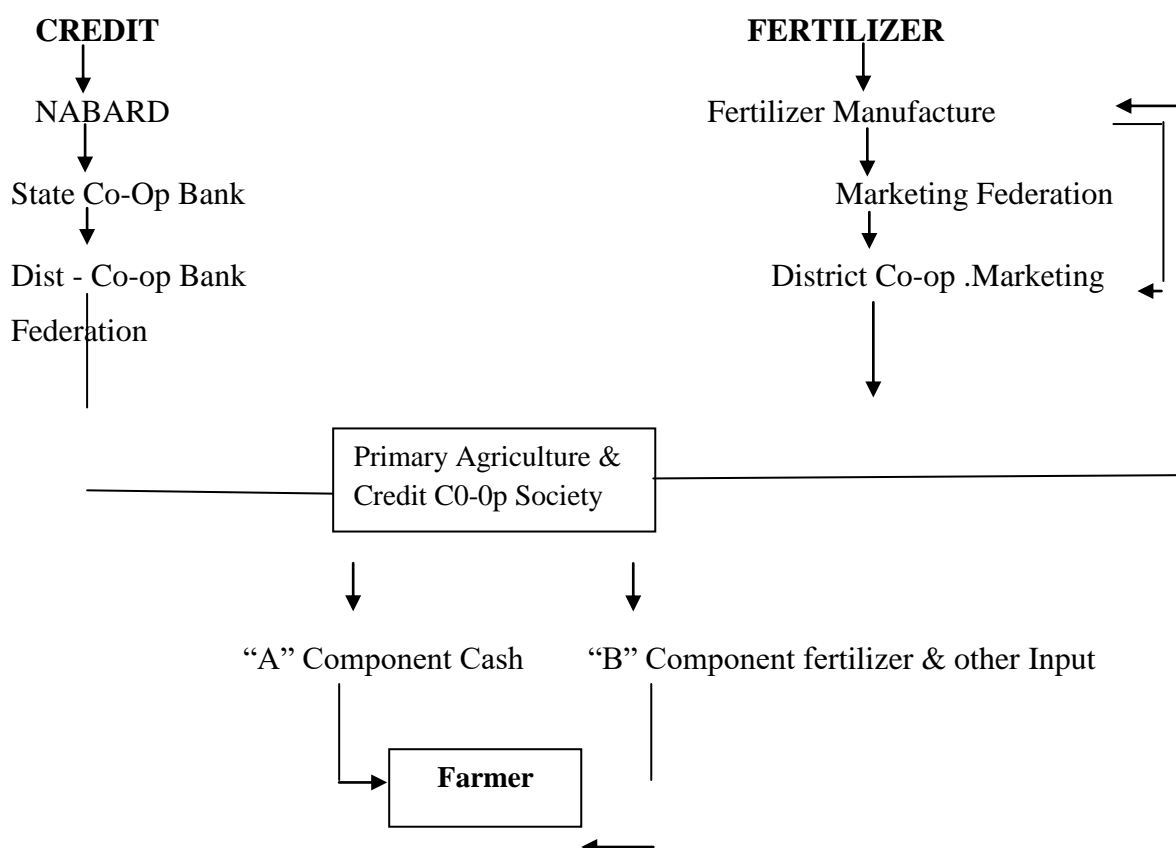 CREDIT
FERTILIZER
NABARD
Fertilizer Manufacture
State Co-Op Bank
Marketing Federation
Dist - Co-op Bank
District Co-op .Marketing
Federation
Primary Agriculture &
Credit C0-0p Society
“A” Component Cash
“B” Component fertilizer & other Input
Farmer